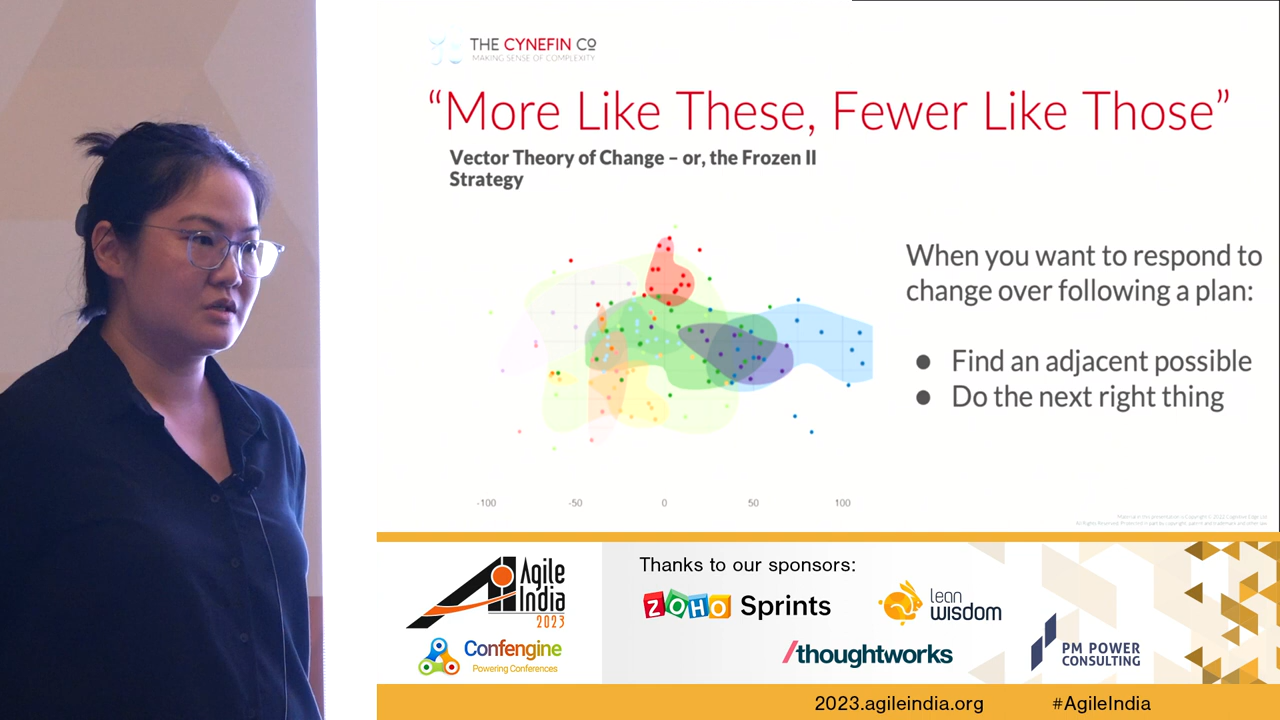 THE CYNEFIN CO
MAKING SENSE OF COMPLEXITY
“More Like These, Fewer Like Those”
Vector Theory of Change – or, the Frozen II
Strategy
When you want to respond to
change over following a plan:
● Find an adjacent possible
● Do the next right thing
-100 -50 0 50 100
Agile
India
2023
Confengine
Powering Conferences
Thanks to our sponsors:
ZOHO Sprints
lean
wisdom
/thoughtworks
PM POWER
CONSULTING
2023.agileindia.org #AgileIndia